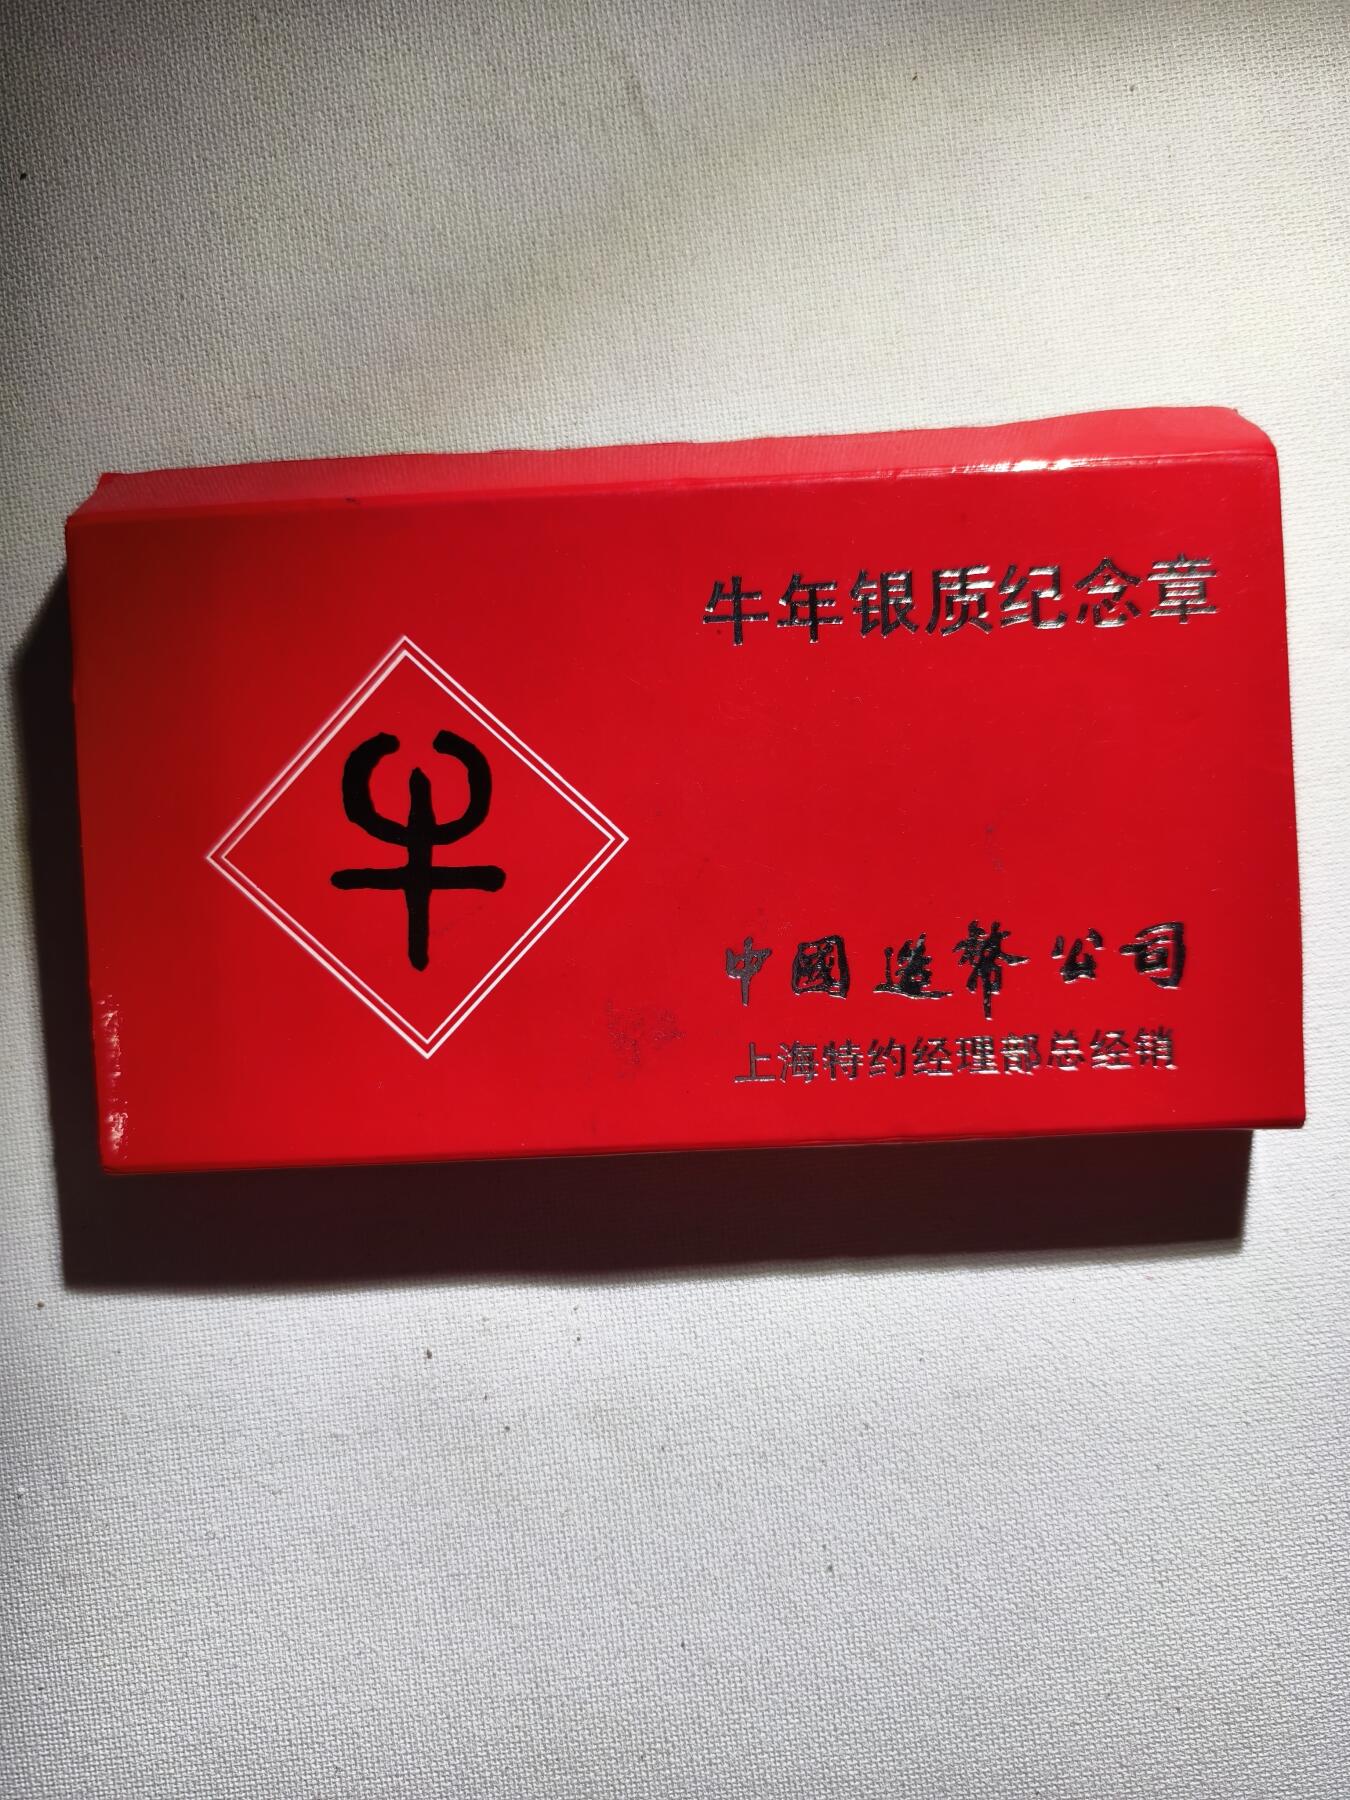 牛
牛年银质纪念章
中國造幣公司
上海特约经理部总经销